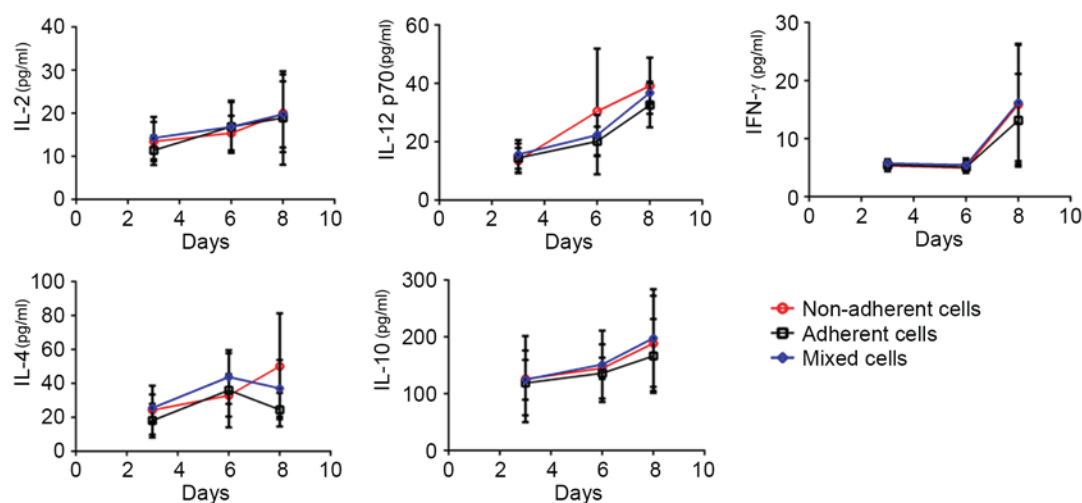 IL-2 (pg/ml)
40
30
20
10
0
0 2 4 6 8 10
Days
IL-12 p70 (pg/ml)
60
40
20
0
0 2 4 6 8 10
Days
IFN-γ (pg/ml)
30
20
10
0
0 2 4 6 8 10
Days
IL-4 (pg/ml)
100
80
60
40
20
0
0 2 4 6 8 10
Days
IL-10 (pg/ml)
300
200
100
0
0 2 4 6 8 10
Days
Non-adherent cells
Adherent cells
Mixed cells